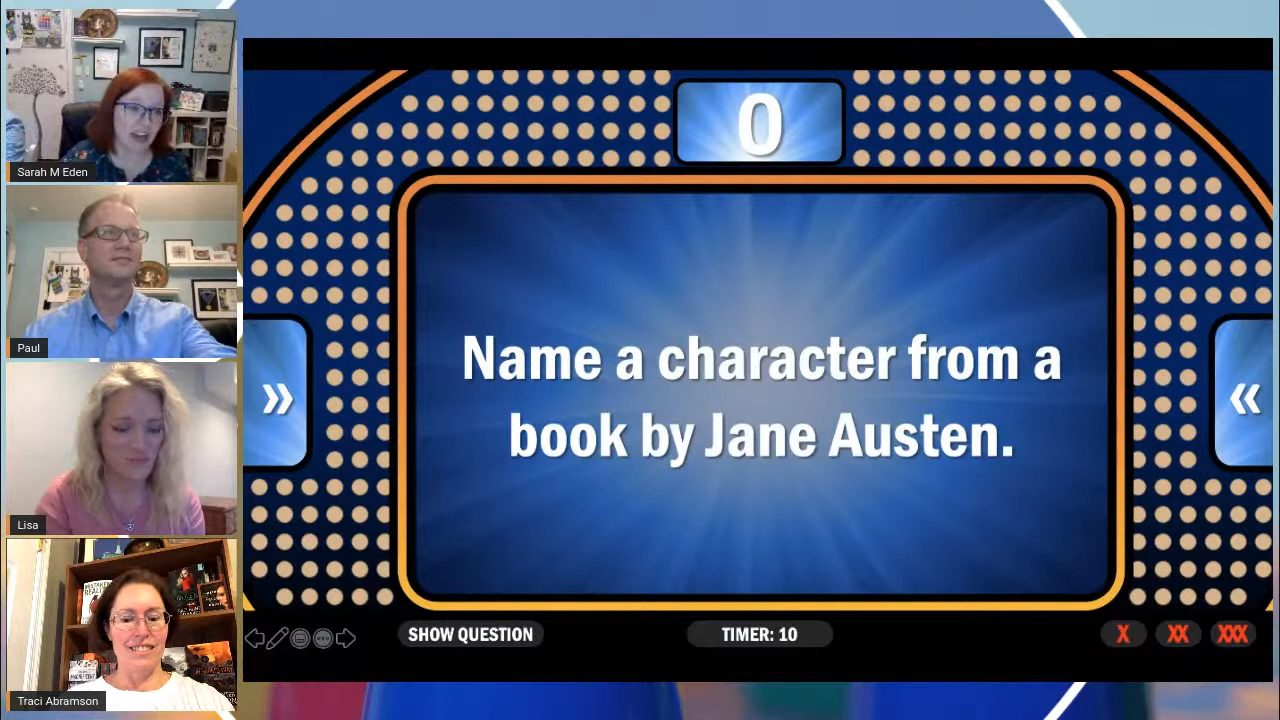 Sarah M Eden
Paul
Lisa
Traci Abramson
0
Name a character from a
book by Jane Austen.
»
«
SHOW QUESTION
TIMER: 10
X
XX
XXX